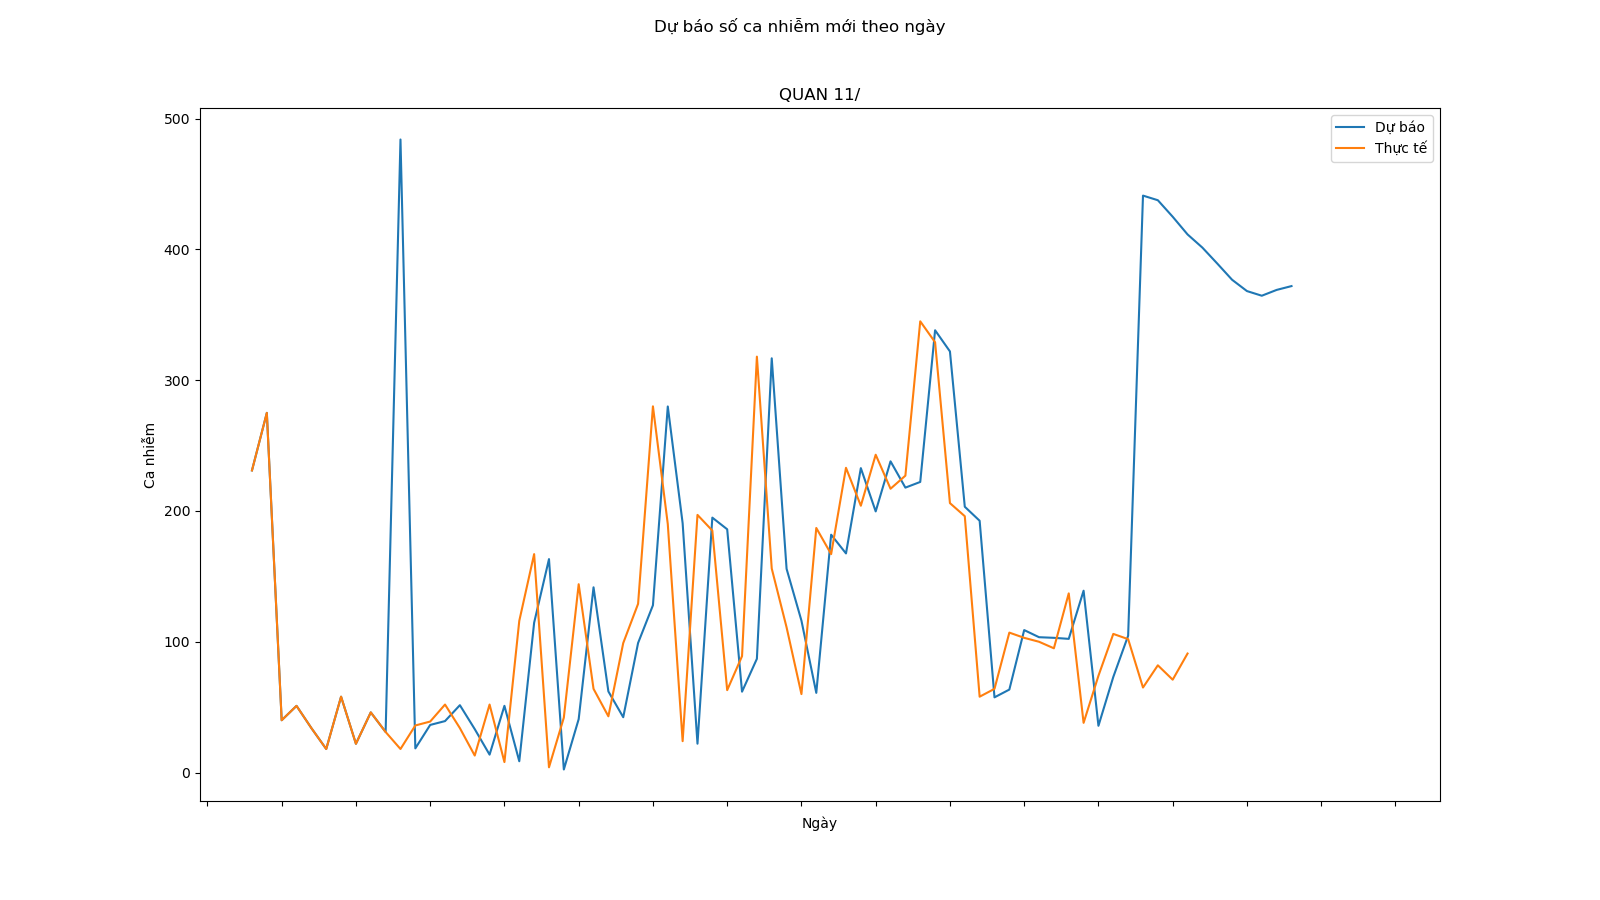 Dự báo số ca nhiễm mới theo ngày
QUAN 11/
Dự báo
Thực tế
500
400
300
200
100
0
Ca nhiễm
Ngày